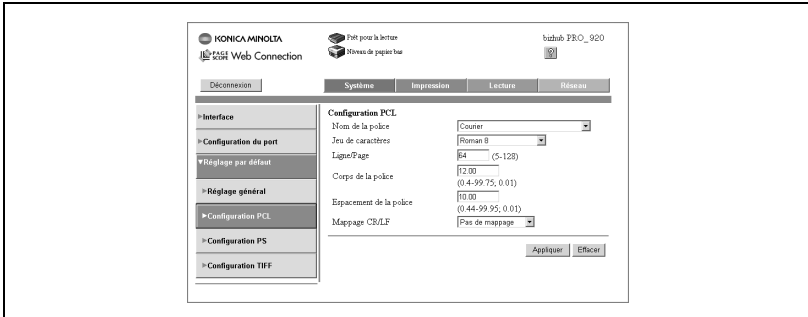 KONICA MINOLTA
PAGE SCOPE Web Connection
Prêt pour la lecture
Niveau de papier bas
bizhub PRO_920
?
Déconnexion
Système Impression Lecture Réseau
Interface
Configuration du port
Réglage par défaut
Réglage général
Configuration PCL
Configuration PS
Configuration TIFF
Configuration PCL
Nom de la police Courier
Jeu de caractères Roman 8
Ligne/Page 64 (5-128)
Corps de la police 12.00
(0.4-99.75; 0.01)
Espacement de la police 10.00
(0.44-99.95; 0.01)
Mappage CR/LF Pas de mappage
Appliquer Effacer